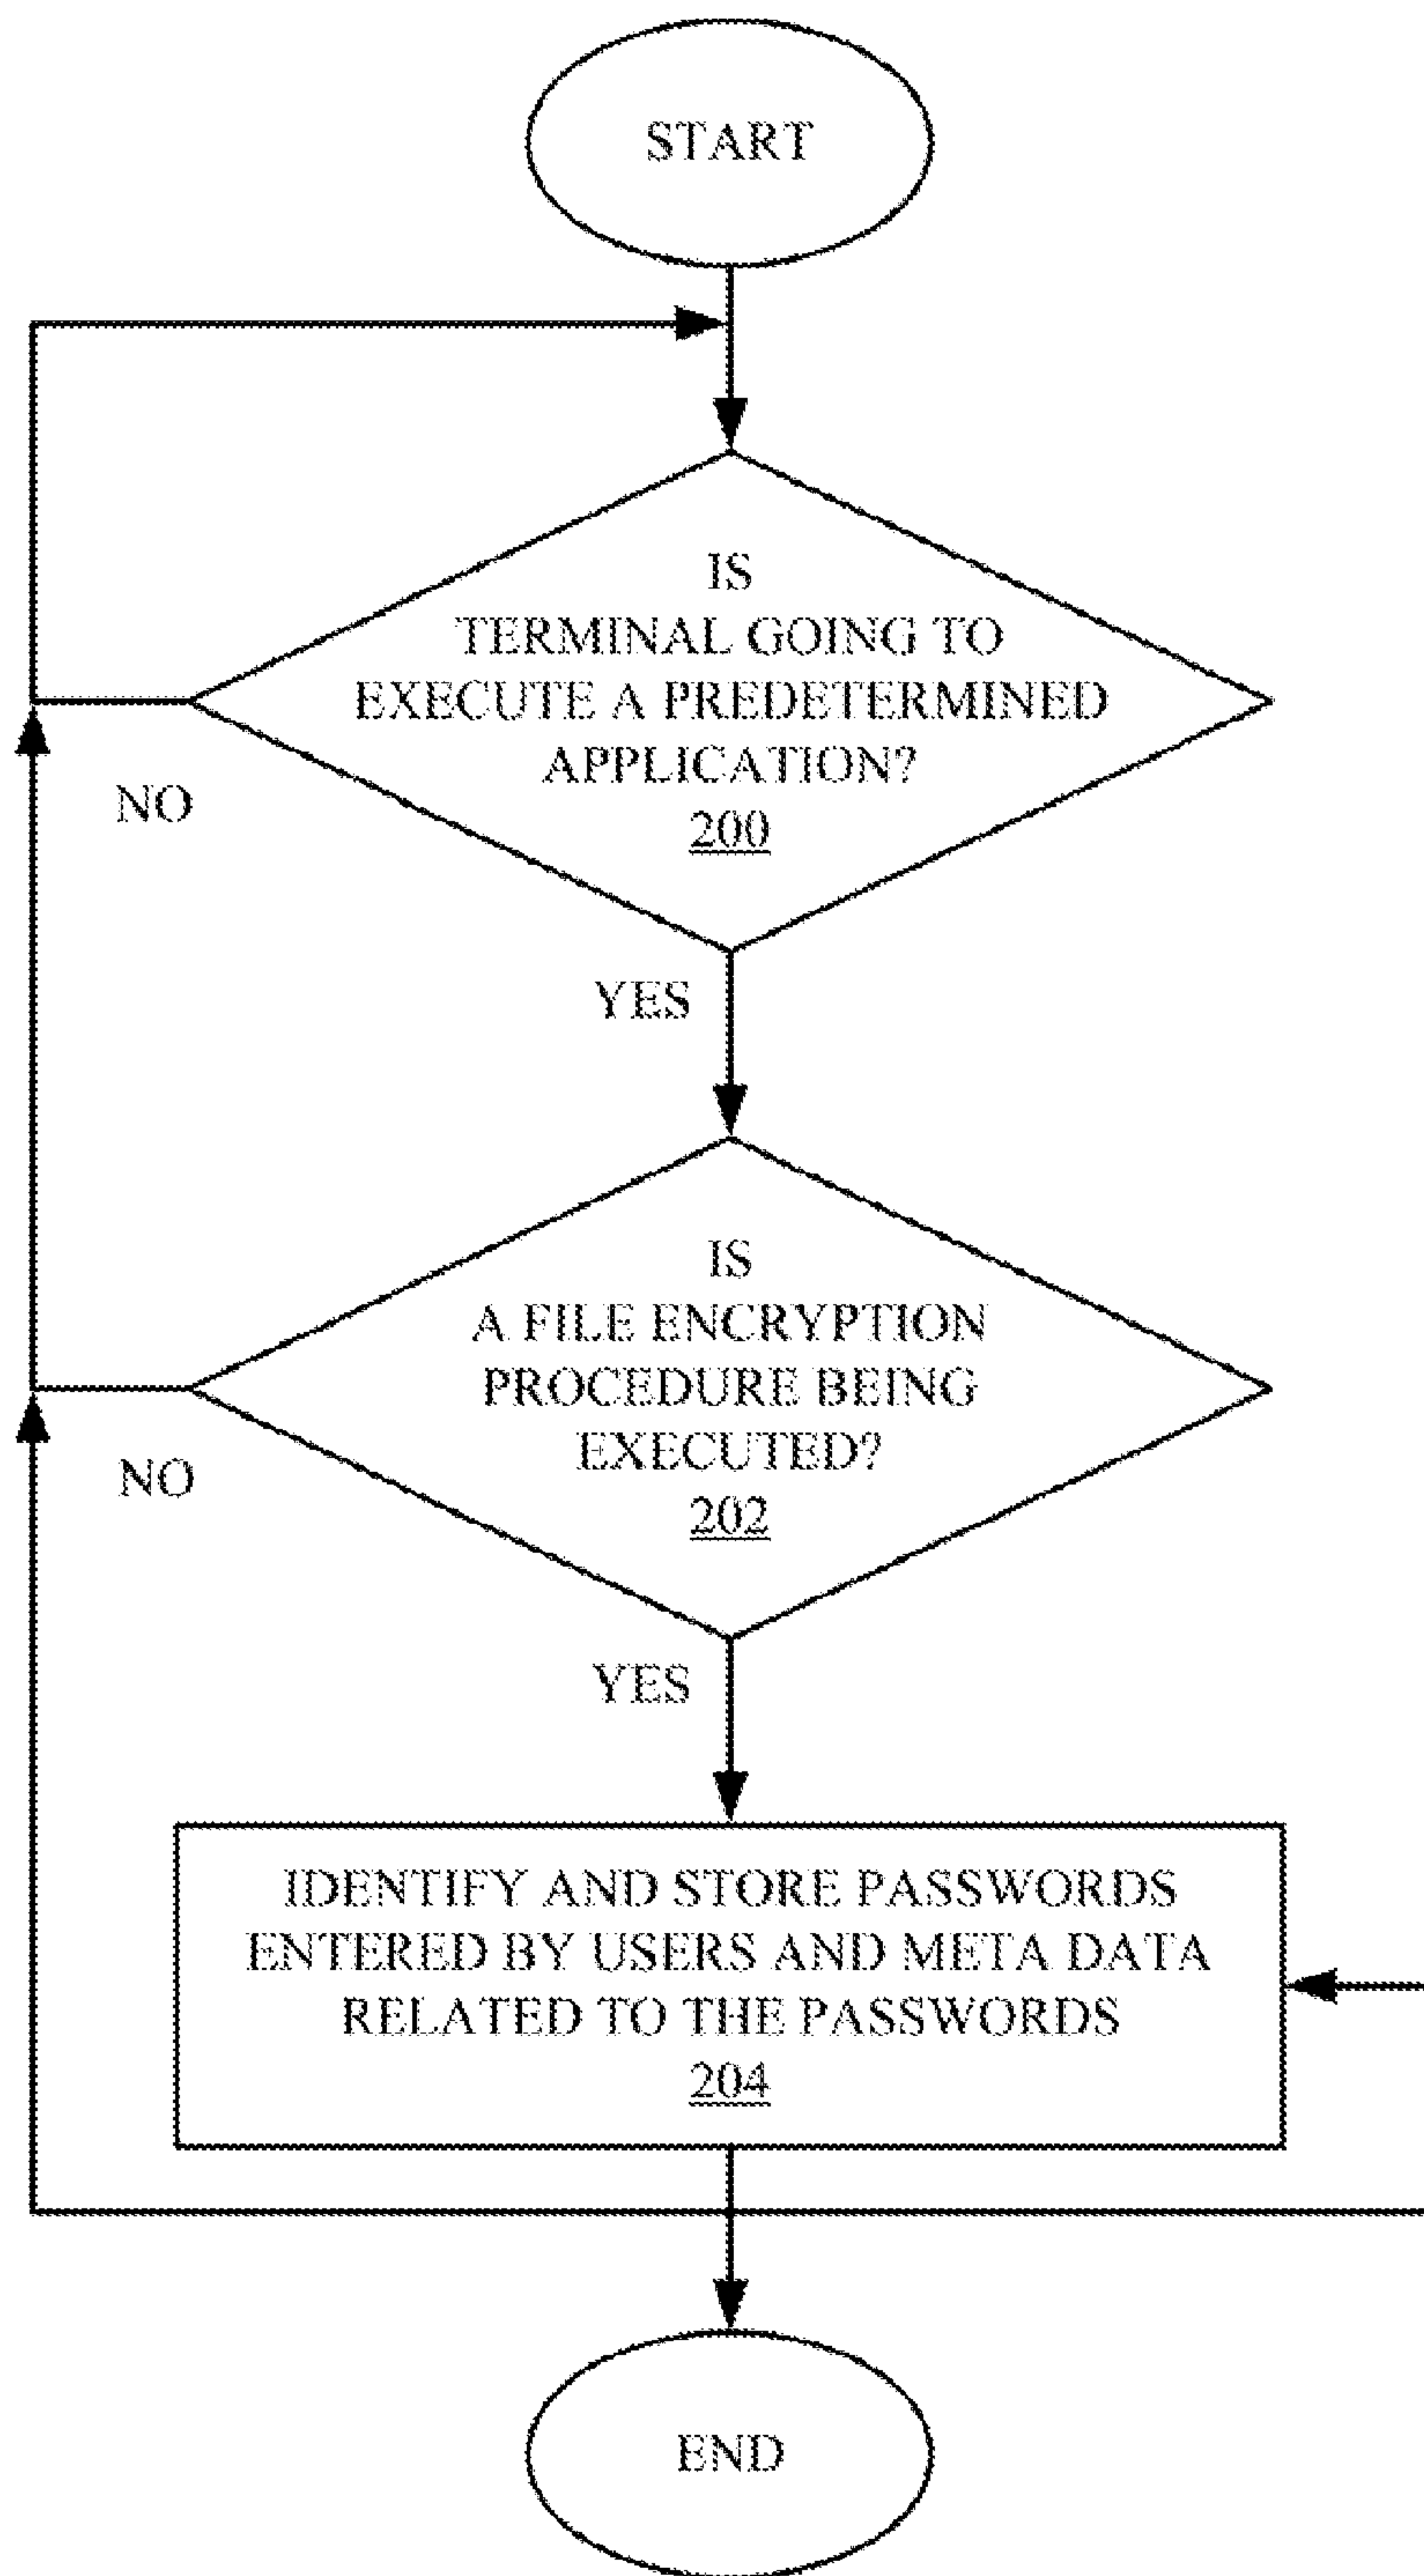 START
IS
TERMINAL GOING TO
EXECUTE A PREDETERMINED
APPLICATION?
200
NO
YES
IS
A FILE ENCRYPTION
PROCEDURE BEING
EXECUTED?
202
NO
YES
IDENTIFY AND STORE PASSWORDS
ENTERED BY USERS AND META DATA
RELATED TO THE PASSWORDS
204
END